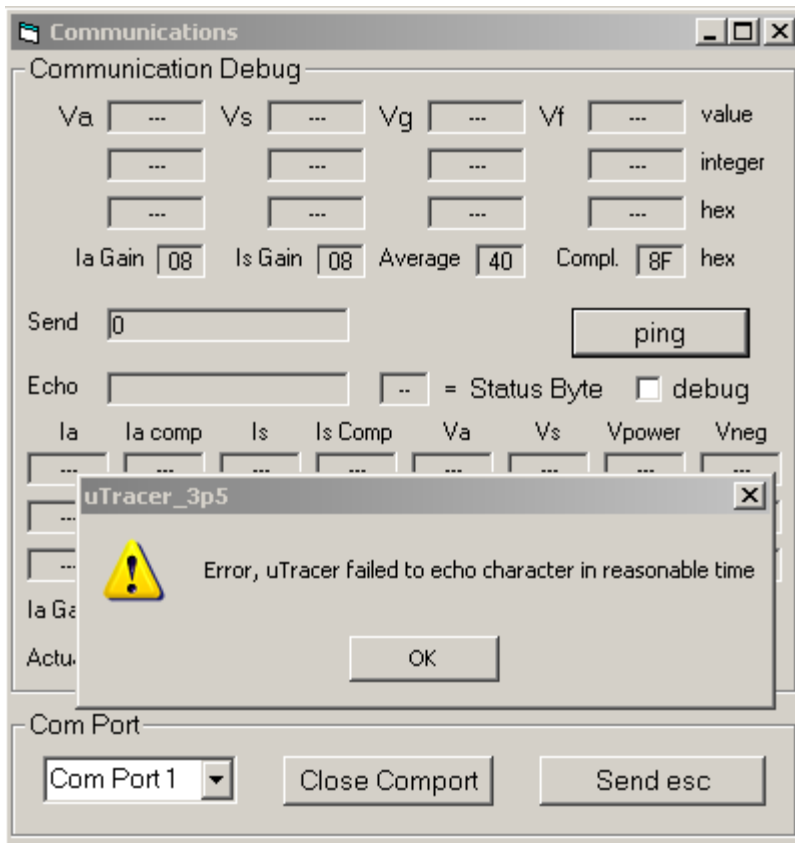 Communications
Communication Debug
Va --- Vs --- Vg --- Vf --- value
--- --- --- --- integer
--- --- --- --- hex
Ia Gain 08 Is Gain 08 Average 40 Compl. 8F hex
Send 0 ping
Echo -- = Status Byte debug
Ia Ia comp Is Is Comp Va Vs Vpower Vneg
--- --- --- --- --- --- --- ---
uTracer_3p5
Error, uTracer failed to echo character in reasonable time
OK
Com Port
Com Port 1 Close Comport Send esc